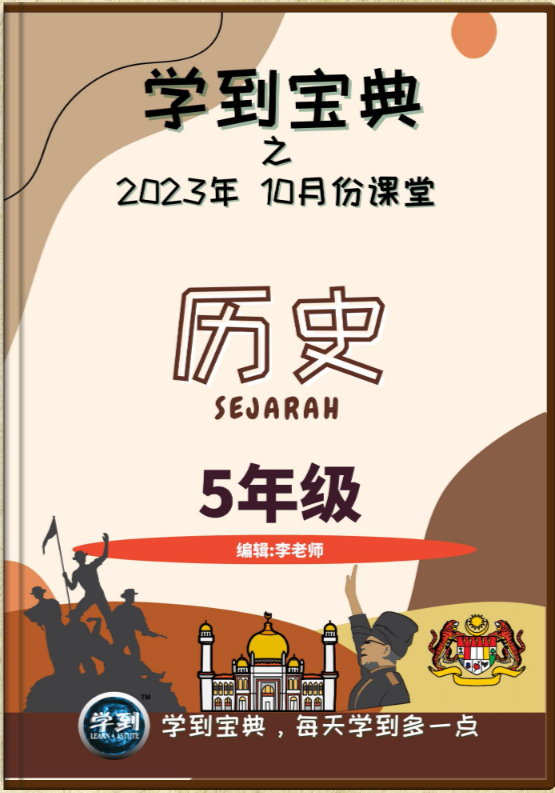 学到宝典
之
2023年 10月份课堂
历史
SEJARAH
5年级
编辑:李老师
学到
LEARN & ASTUTE
TM
学到宝典，每天学到多一点